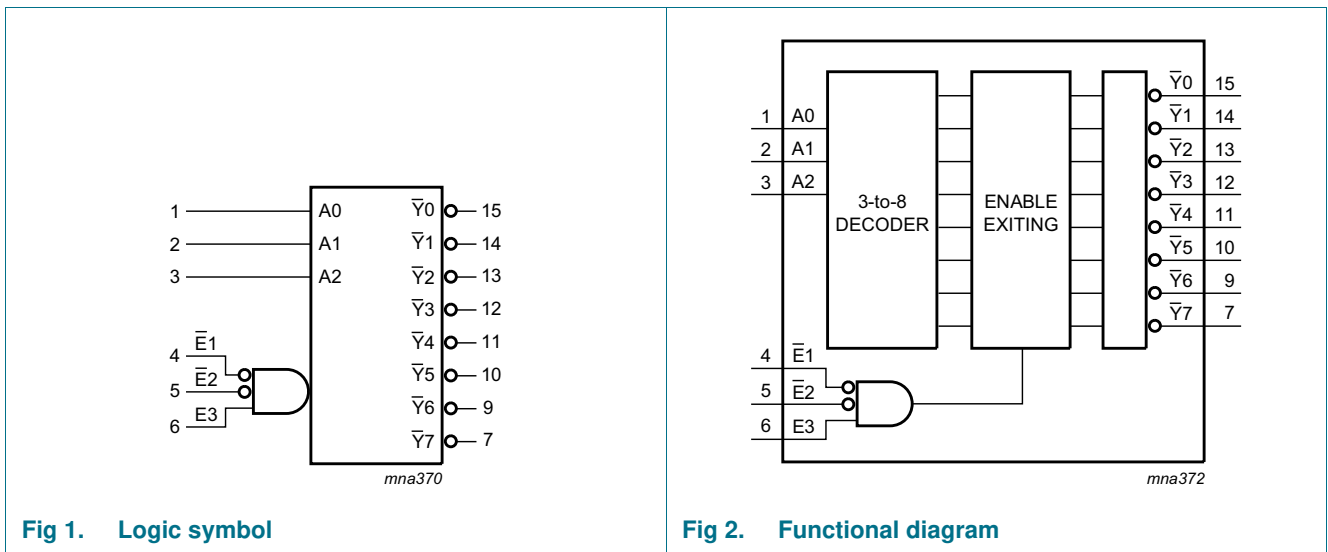 1 A0 Y̅0 15
2 A1 Y̅1 14
3 A2 Y̅2 13
Y̅3 12
4 E̅1 Y̅4 11
5 E̅2 Y̅5 10
6 E3 Y̅6 9
Y̅7 7
mna370
Fig 1. Logic symbol
Y̅0 15
1 A0 Y̅1 14
2 A1 Y̅2 13
3 A2 Y̅3 12
3-to-8
DECODER
ENABLE
EXITING
Y̅4 11
Y̅5 10
Y̅6 9
Y̅7 7
4 E̅1
5 E̅2
6 E3
mna372
Fig 2. Functional diagram